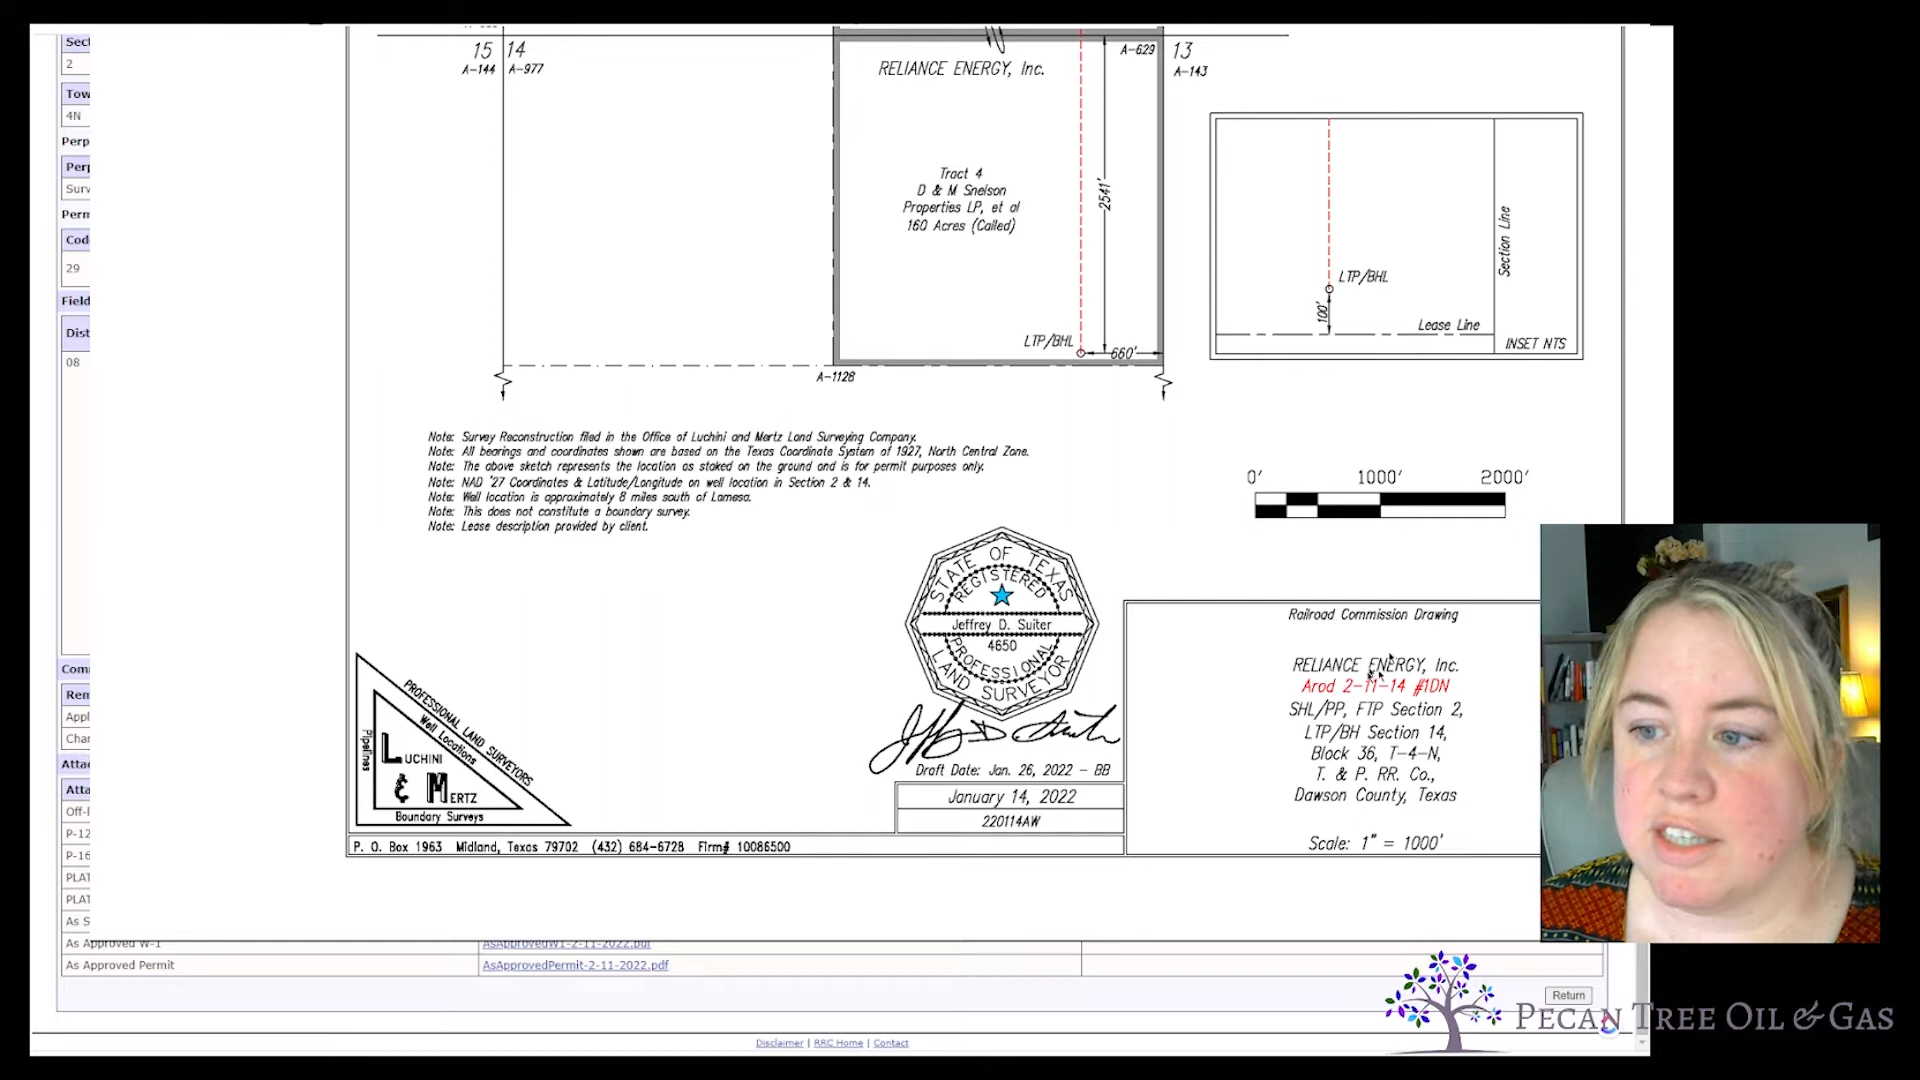 Sect
2
Tow
4N
Perp
Perp
Surv
Perm
Cod
29
Field
Dist
08
Com
Rem
Appl
Char
Attac
Atta
Off-l
P-12
P-16
PLAT
PLAT
As S
As Approved W-1
AsApprovedW1-2-11-2022.pdf
As Approved Permit
AsApprovedPermit-2-11-2022.pdf
Return
Disclaimer | RRC Home | Contact
15
14
A-144
A-977
RELIANCE ENERGY, Inc.
A-629
13
A-143
Tract 4
D & M Snelson
Properties LP, et al
160 Acres (Called)
2541'
LTP/BHL
660'
A-1128
LTP/BHL
100'
Section Line
Lease Line
INSET NTS
Note: Survey Reconstruction filed in the Office of Luchini and Mertz Land Surveying Company.
Note: All bearings and coordinates shown are based on the Texas Coordinate System of 1927, North Central Zone.
Note: The above sketch represents the location as staked on the ground and is for permit purposes only.
Note: NAD '27 Coordinates & Latitude/Longitude on well location in Section 2 & 14.
Note: Well location is approximately 8 miles south of Lamesa.
Note: This does not constitute a boundary survey.
Note: Lease description provided by client.
0' 1000' 2000'
STATE OF TEXAS
REGISTERED
Jeffrey D. Suiter
4650
PROFESSIONAL
LAND SURVEYOR
Draft Date: Jan. 26, 2022 - BB
January 14, 2022
220114AW
Railroad Commission Drawing
RELIANCE ENERGY, Inc.
Arod 2-11-14 #1DN
SHL/PP, FTP Section 2,
LTP/BH Section 14,
Block 36, T-4-N,
T. & P. RR. Co.,
Dawson County, Texas
Scale: 1" = 1000'
PROFESSIONAL LAND SURVEYORS
Well Locations
Pipelines
LUCHINI
& MERTZ
Boundary Surveys
P. O. Box 1963 Midland, Texas 79702 (432) 684-6728 Firm# 10086500
PECAN TREE OIL & GAS